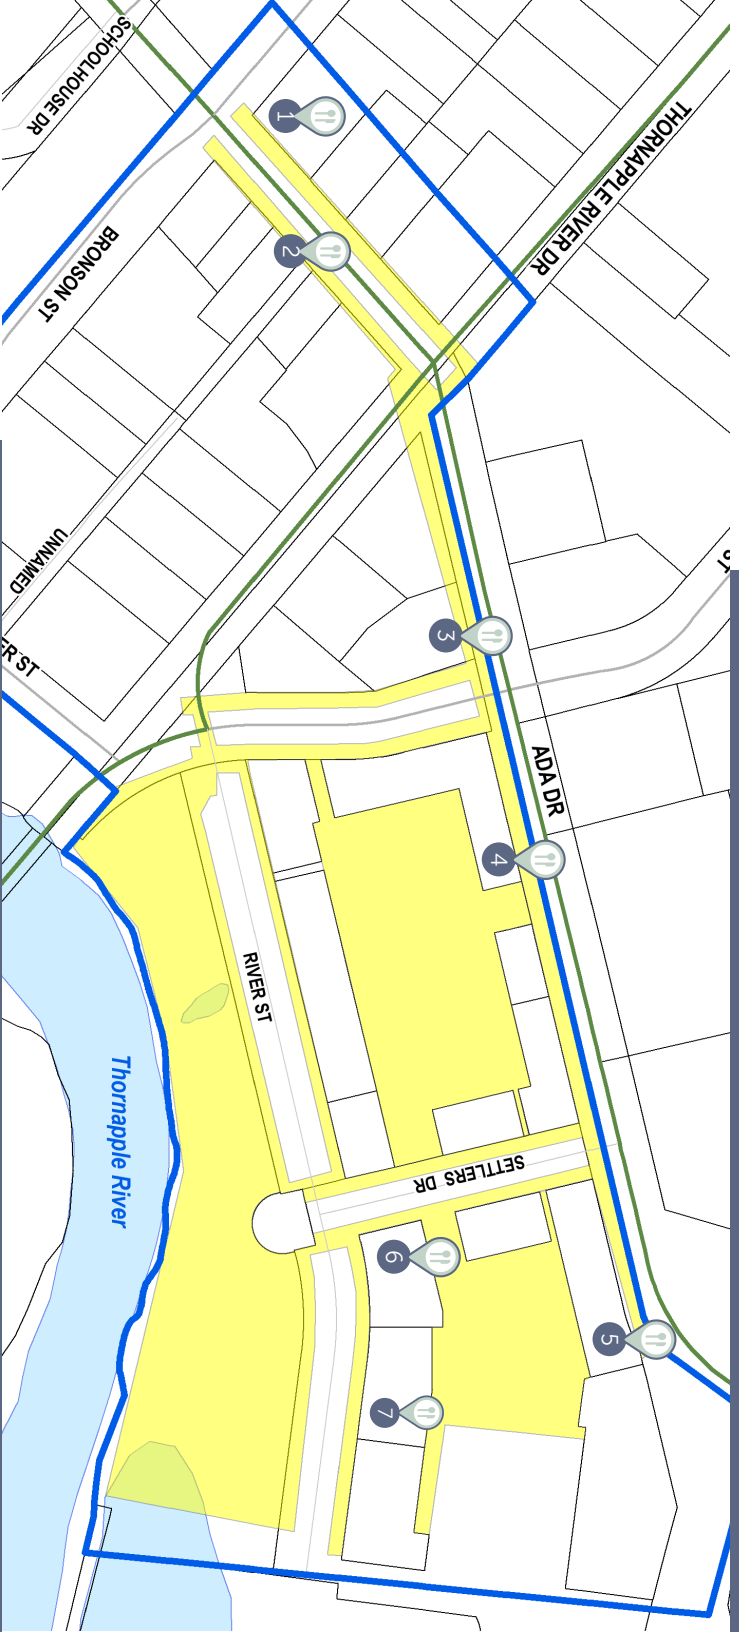 SCHOOLHOUSE DR
1
THORNAPPLE RIVER DR
2
BRONSON ST
UNNAMED
ST
3
ER ST
ADA DR
4
RIVER ST
Thornapple River
SETTLERS DR
6
5
7